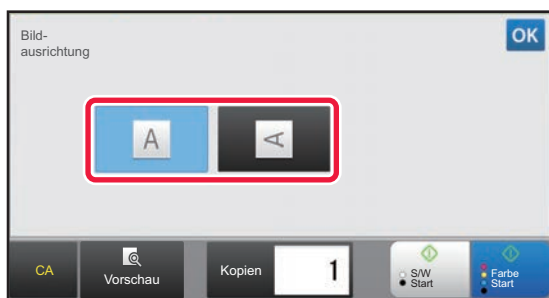 Bild-
ausrichtung
OK
A
A
CA
Vorschau
Kopien
1
S/W
Start
Farbe
Start